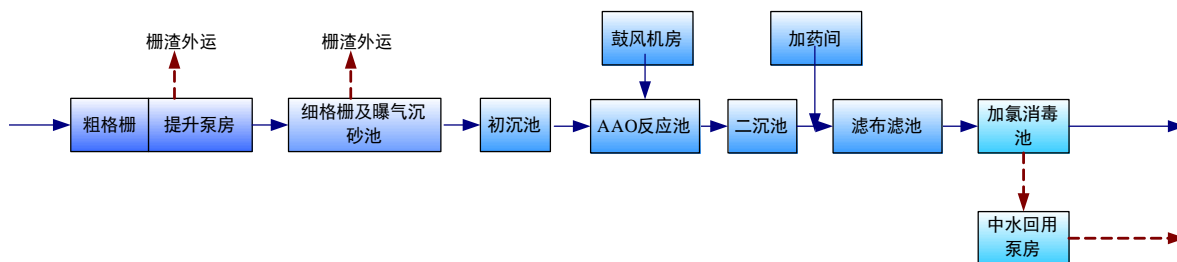 栅渣外运
栅渣外运
鼓风机房
加药间
粗格栅
提升泵房
细格栅及曝气沉
砂池
初沉池
AAO反应池
二沉池
滤布滤池
加氯消毒
池
中水回用
泵房